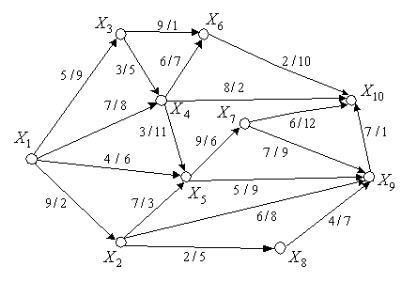 X3 9 / 1 X6
3 / 5 6 / 7 2 / 10
5 / 9
7 / 8 X4 8 / 2 X10
X7 6 / 12
3 / 11
X1 9 / 6 7 / 9 7 / 1
4 / 6
X5 5 / 9 X9
9 / 2 7 / 3 6 / 8 4 / 7
X2 2 / 5 X8